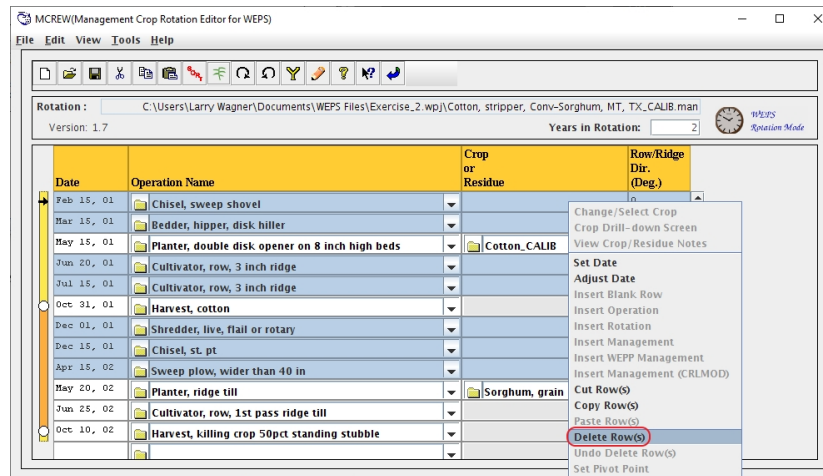 MCREW(Management Crop Rotation Editor for WEPS)
File Edit View Tools Help
Rotation : C:\Users\Larry Wagner\Documents\WEPS Files\Exercise_2.wpj\Cotton, stripper, Conv-Sorghum, MT, TX_CALIB.man
Version: 1.7 Years in Rotation: 2
WEPS
Rotation Mode
Date Operation Name Crop or Residue Row/Ridge Dir. (Deg.)
Feb 15, 01 Chisel, sweep shovel 0
Mar 15, 01 Bedder, hipper, disk hiller
May 15, 01 Planter, double disk opener on 8 inch high beds Cotton_CALIB
Jun 20, 01 Cultivator, row, 3 inch ridge
Jul 15, 01 Cultivator, row, 3 inch ridge
Oct 31, 01 Harvest, cotton
Dec 01, 01 Shredder, live, flail or rotary
Dec 15, 01 Chisel, st. pt
Apr 15, 02 Sweep plow, wider than 40 in
May 20, 02 Planter, ridge till Sorghum, grain
Jun 25, 02 Cultivator, row, 1st pass ridge till
Oct 10, 02 Harvest, killing crop 50pct standing stubble
Change/Select Crop
Crop Drill-down Screen
View Crop/Residue Notes
Set Date
Adjust Date
Insert Blank Row
Insert Operation
Insert Rotation
Insert Management
Insert WEPP Management
Insert Management (CRLMOD)
Cut Row(s)
Copy Row(s)
Paste Row(s)
Delete Row(s)
Undo Delete Row(s)
Set Pivot Point